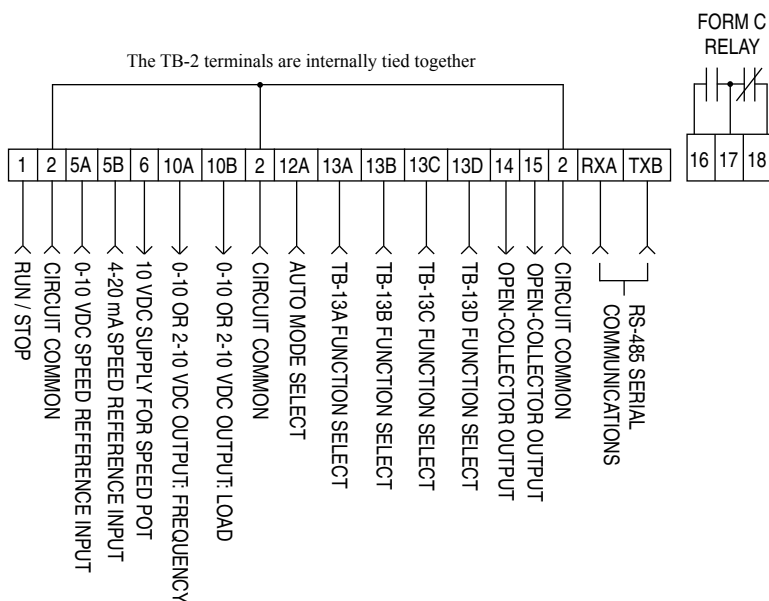 FORM C
RELAY
The TB-2 terminals are internally tied together
1 2 5A 5B 6 10A 10B 2 12A 13A 13B 13C 13D 14 15 2 RXA TXB
16 17 18
RUN / STOP
CIRCUIT COMMON
0-10 VDC SPEED REFERENCE INPUT
4-20 mA SPEED REFERENCE INPUT
10 VDC SUPPLY FOR SPEED POT
0-10 OR 2-10 VDC OUTPUT: FREQUENCY
0-10 OR 2-10 VDC OUTPUT: LOAD
CIRCUIT COMMON
AUTO MODE SELECT
TB-13A FUNCTION SELECT
TB-13B FUNCTION SELECT
TB-13C FUNCTION SELECT
TB-13D FUNCTION SELECT
OPEN-COLLECTOR OUTPUT
OPEN-COLLECTOR OUTPUT
CIRCUIT COMMON
RS-485 SERIAL
COMMUNICATIONS